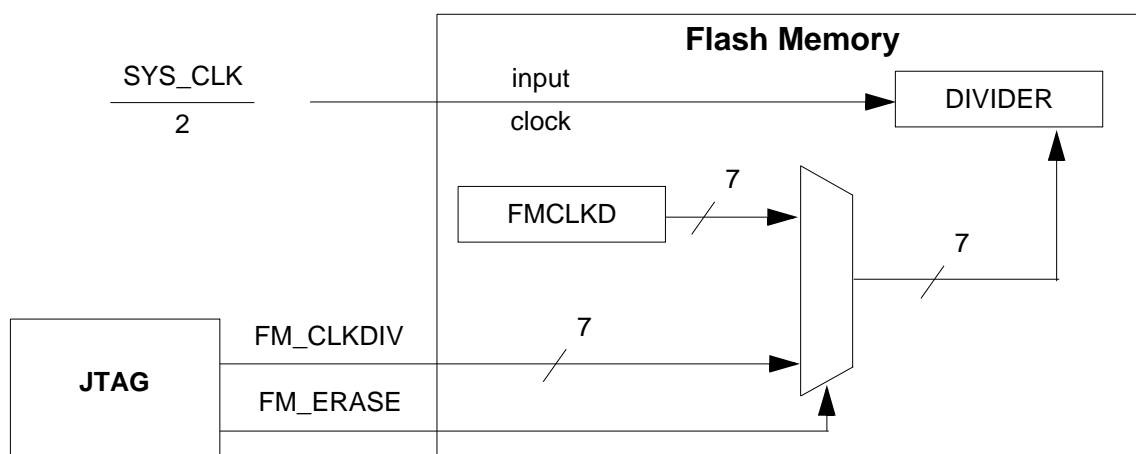 Flash Memory
SYS_CLK
2
input
clock
DIVIDER
FMCLKD
7
7
JTAG
FM_CLKDIV
7
FM_ERASE